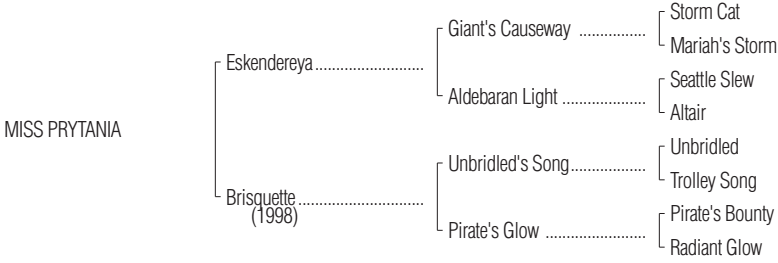 Storm Cat
Giant's Causeway ................
Mariah's Storm
Eskendereya..........................
Seattle Slew
Aldebaran Light ....................
Altair
MISS PRYTANIA
Unbridled
Unbridled's Song..................
Trolley Song
Brisquette..............................
(1998)
Pirate's Bounty
Pirate's Glow ........................
Radiant Glow